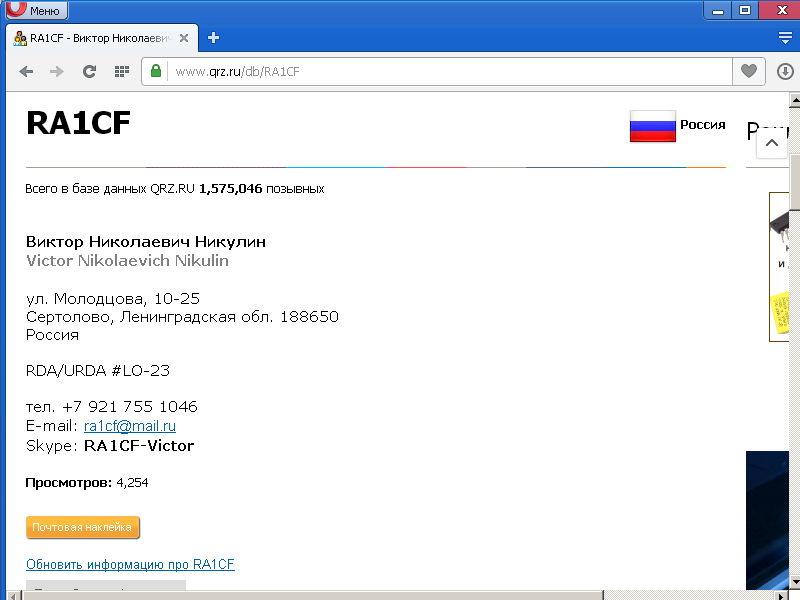 Меню
RA1CF - Виктор Николаеви
www.qrz.ru/db/RA1CF
RA1CF
Россия
Всего в базе данных QRZ.RU 1,575,046 позывных
Виктор Николаевич Никулин
Victor Nikolaevich Nikulin
ул. Молодцова, 10-25
Сертолово, Ленинградская обл. 188650
Россия
RDA/URDA #LO-23
тел. +7 921 755 1046
E-mail: ra1cf@mail.ru
Skype: RA1CF-Victor
Просмотров: 4,254
Почтовая наклейка
Обновить информацию про RA1CF